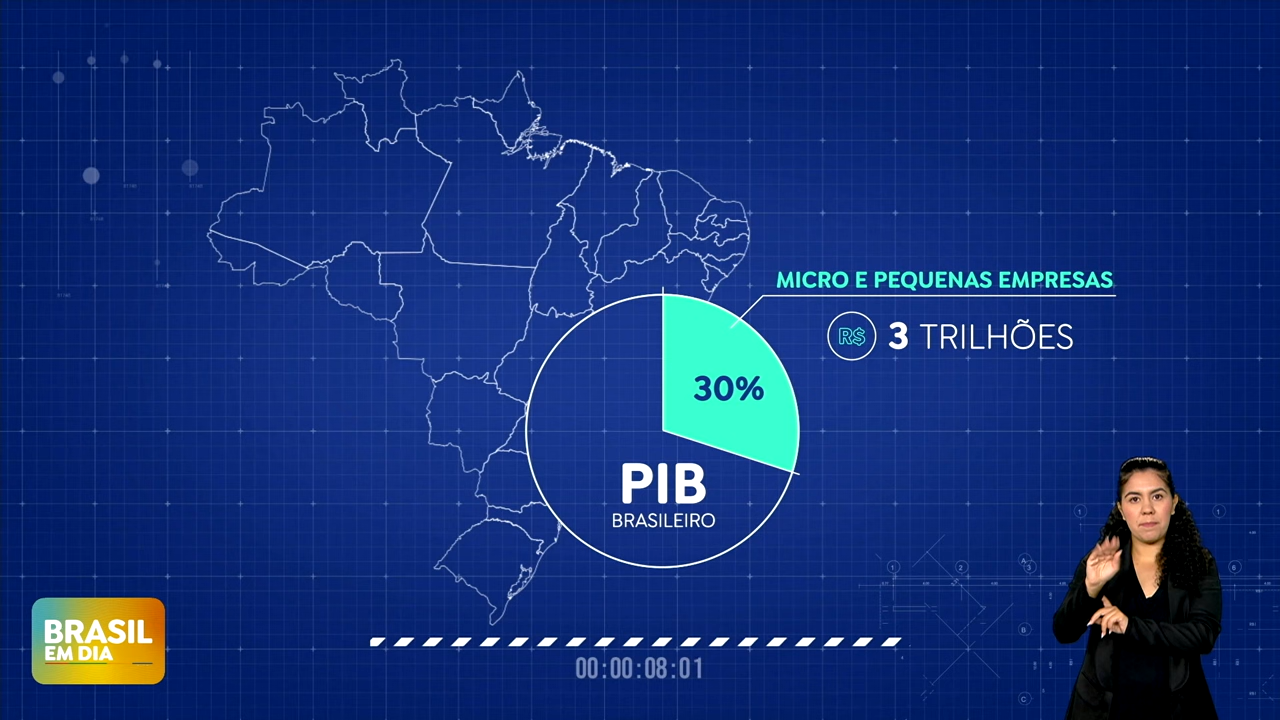 MICRO E PEQUENAS EMPRESAS
R$ 3 TRILHÕES
30%
PIB
BRASILEIRO
BRASIL
EM DIA
00:00:08:01